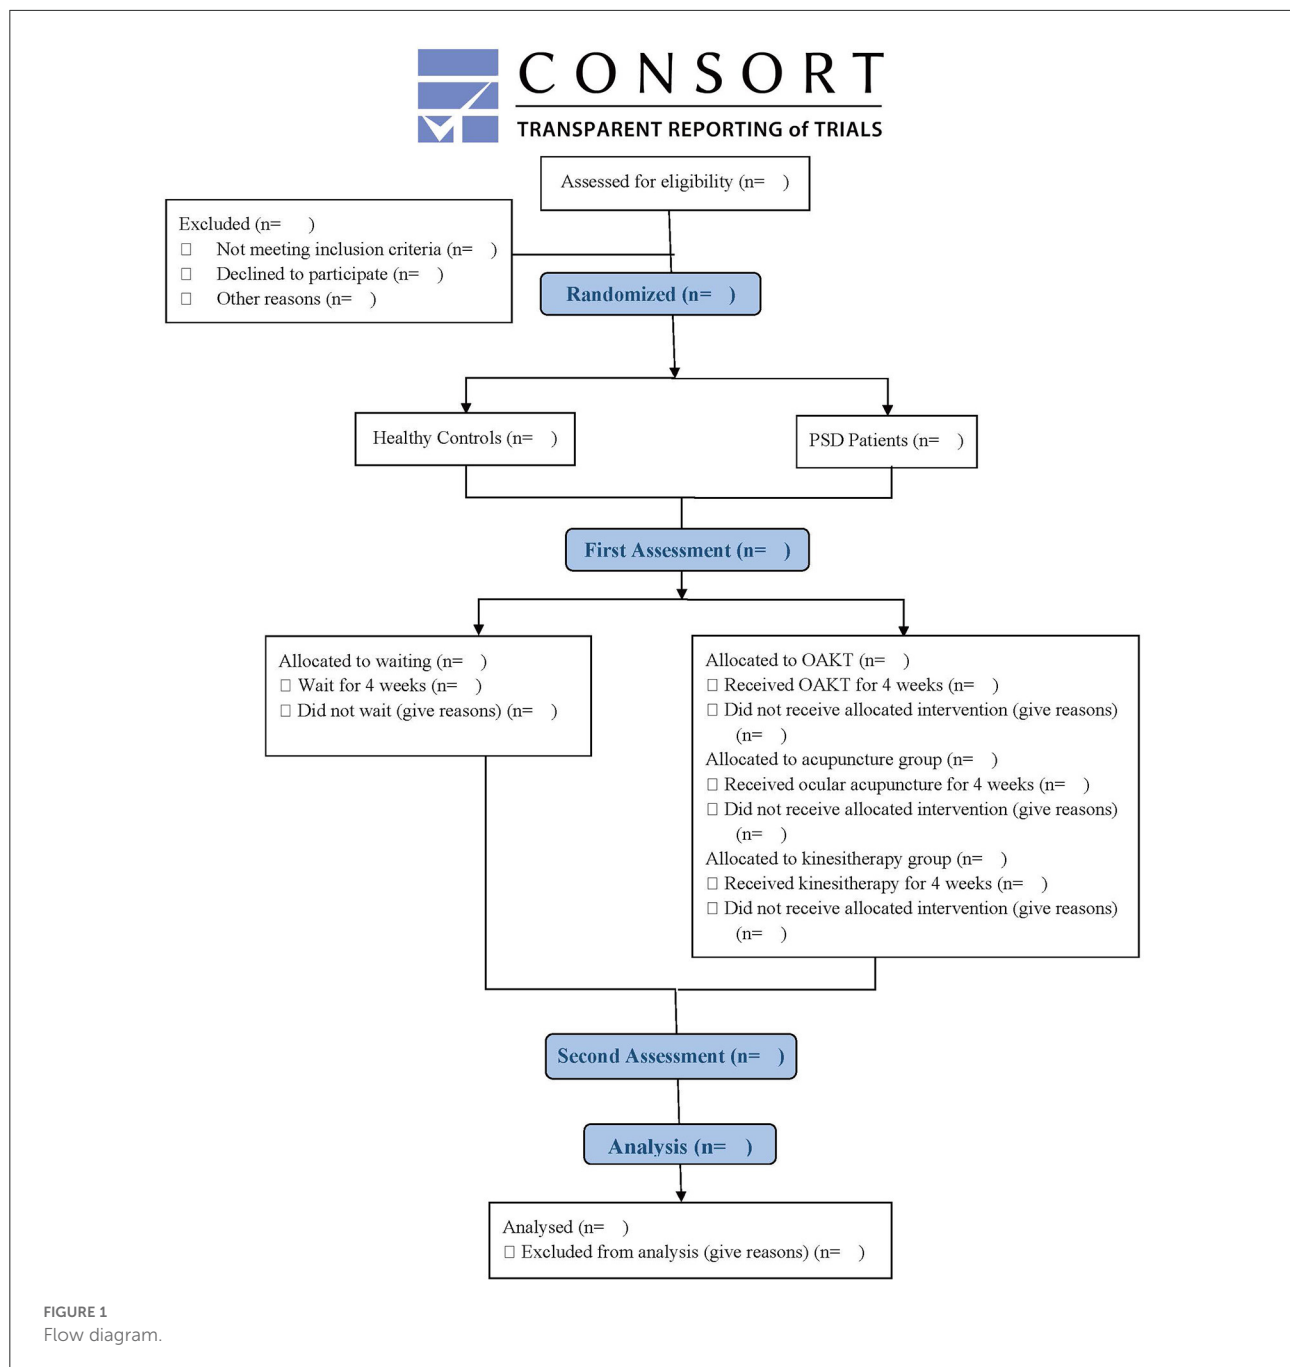 CONSORT
TRANSPARENT REPORTING of TRIALS
Assessed for eligibility (n= )
Excluded (n= )
□ Not meeting inclusion criteria (n= )
□ Declined to participate (n= )
□ Other reasons (n= )
Randomized (n= )
Healthy Controls (n= )
PSD Patients (n= )
First Assessment (n= )
Allocated to waiting (n= )
□ Wait for 4 weeks (n= )
□ Did not wait (give reasons) (n= )
Allocated to OAKT (n= )
□ Received OAKT for 4 weeks (n= )
□ Did not receive allocated intervention (give reasons)
(n= )
Allocated to acupuncture group (n= )
□ Received ocular acupuncture for 4 weeks (n= )
□ Did not receive allocated intervention (give reasons)
(n= )
Allocated to kinesitherapy group (n= )
□ Received kinesitherapy for 4 weeks (n= )
□ Did not receive allocated intervention (give reasons)
(n= )
Second Assessment (n= )
Analysis (n= )
Analysed (n= )
□ Excluded from analysis (give reasons) (n= )
FIGURE 1
Flow diagram.